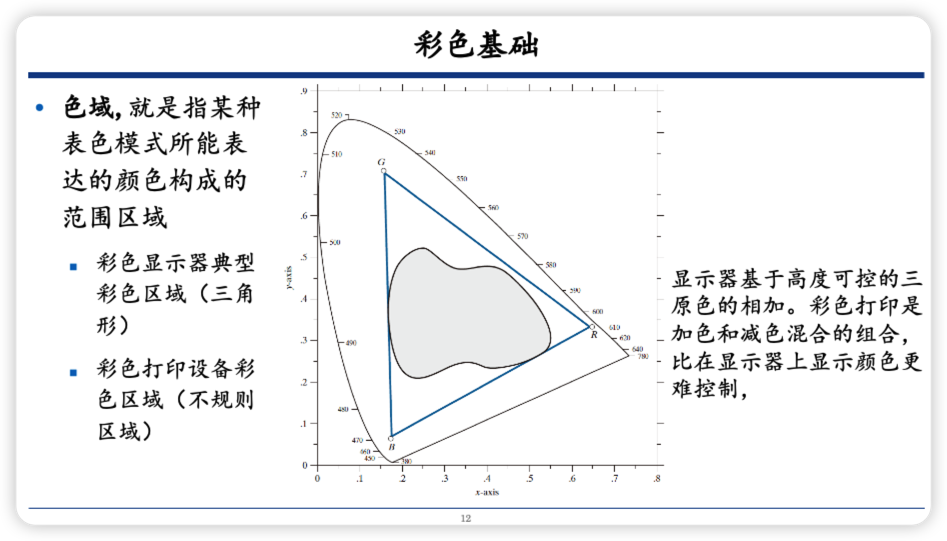 彩色基础
• 色域,就是指某种
表色模式所能表
达的颜色构成的
范围区域
▪ 彩色显示器典型
彩色区域（三角
形）
▪ 彩色打印设备彩
色区域（不规则
区域）
.9
.8
.7
.6
.5
.4
.3
.2
.1
0
y-axis
0 .1 .2 .3 .4 .5 .6 .7 .8
x-axis
520
530
540
510
550
560
570
500
580
590
600
610
620
640
780
490
480
470
460
450
380
G
R
B
显示器基于高度可控的三
原色的相加。彩色打印是
加色和减色混合的组合，
比在显示器上显示颜色更
难控制，
12